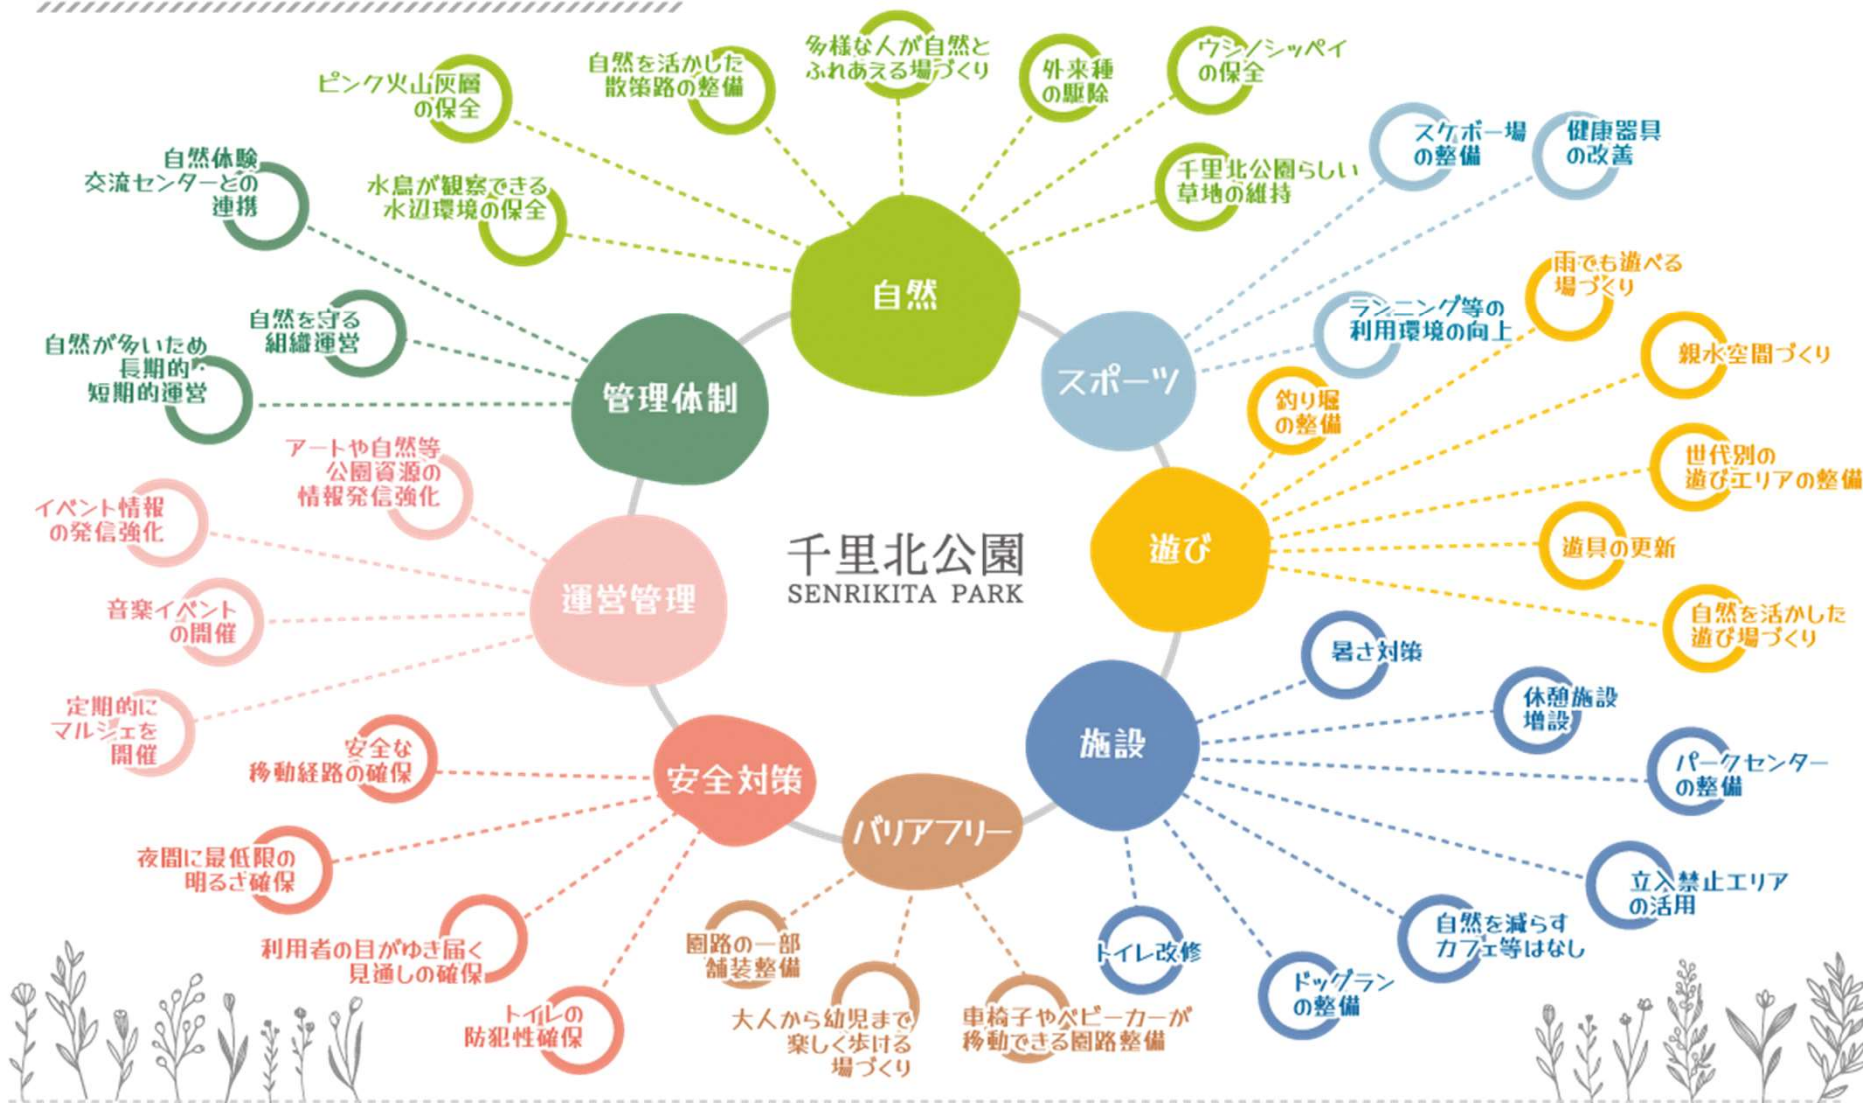 千里北公園
SENRIKITA PARK
自然
ピンク火山灰層
の保全
自然を活かした
散策路の整備
多様な人が自然と
ふれあえる場づくり
外来種
の駆除
ウシノシッペイ
の保全
水鳥が観察できる
水辺環境の保全
千里北公園らしい
草地の維持
スポーツ
スケボー場
の整備
健康器具
の改善
ランニング等の
利用環境の向上
遊び
雨でも遊べる
場づくり
親水空間づくり
釣り堀
の整備
世代別の
遊びエリアの整備
遊具の更新
自然を活かした
遊び場づくり
施設
暑さ対策
休憩施設
増設
パークセンター
の整備
立入禁止エリア
の活用
自然を減らす
カフェ等はなし
ドッグラン
の整備
トイレ改修
バリアフリー
園路の一部
舗装整備
大人から幼児まで
楽しく歩ける
場づくり
車椅子やベビーカーが
移動できる園路整備
安全対策
安全な
移動経路の確保
夜間に最低限の
明るさ確保
利用者の目がゆき届く
見通しの確保
トイレの
防犯性確保
運営管理
アートや自然等
公園資源の
情報発信強化
イベント情報
の発信強化
音楽イベント
の開催
定期的に
マルシェを
開催
管理体制
自然体験
交流センターとの
連携
自然を守る
組織運営
自然が多いため
長期的・
短期的運営